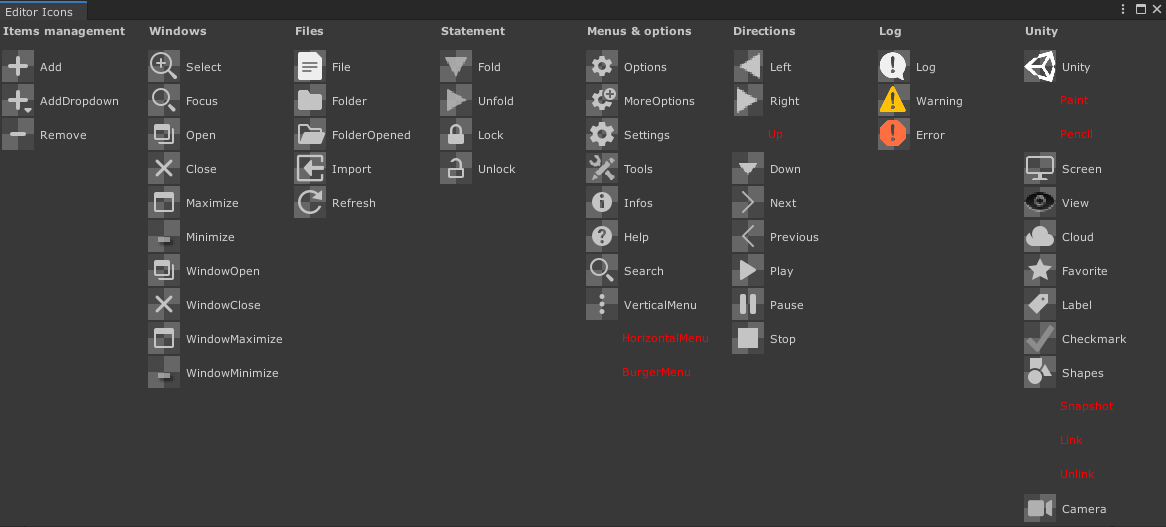 Editor Icons
Items management
Add
AddDropdown
Remove
Windows
Select
Focus
Open
Close
Maximize
Minimize
WindowOpen
WindowClose
WindowMaximize
WindowMinimize
Files
File
Folder
FolderOpened
Import
Refresh
Statement
Fold
Unfold
Lock
Unlock
Menus & options
Options
MoreOptions
Settings
Tools
Infos
Help
Search
VerticalMenu
HorizontalMenu
BurgerMenu
Directions
Left
Right
Up
Down
Next
Previous
Play
Pause
Stop
Log
Log
Warning
Error
Unity
Unity
Paint
Pencil
Screen
View
Cloud
Favorite
Label
Checkmark
Shapes
Snapshot
Link
Unlink
Camera